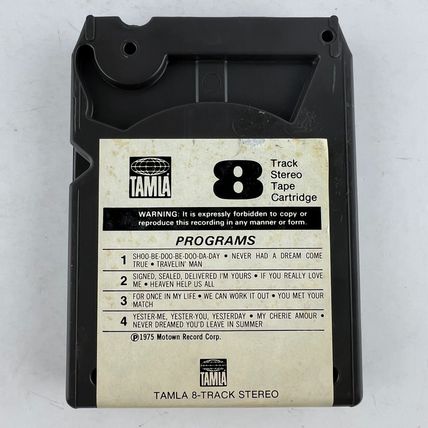 TAMLA
8
Track
Stereo
Tape
Cartridge
WARNING: It is expressly forbidden to copy or
reproduce this recording in any manner or form.
PROGRAMS
1 SHOO-BE-DOO-BE-DOO-DA-DAY • NEVER HAD A DREAM COME
TRUE • TRAVELIN' MAN
2 SIGNED, SEALED, DELIVERED I'M YOURS • IF YOU REALLY LOVE
ME • HEAVEN HELP US ALL
3 FOR ONCE IN MY LIFE • WE CAN WORK IT OUT • YOU MET YOUR
MATCH
4 YESTER-ME, YESTER-YOU, YESTERDAY • MY CHERIE AMOUR •
NEVER DREAMED YOU'D LEAVE IN SUMMER
℗1975 Motown Record Corp.
TAMLA
TAMLA 8-TRACK STEREO